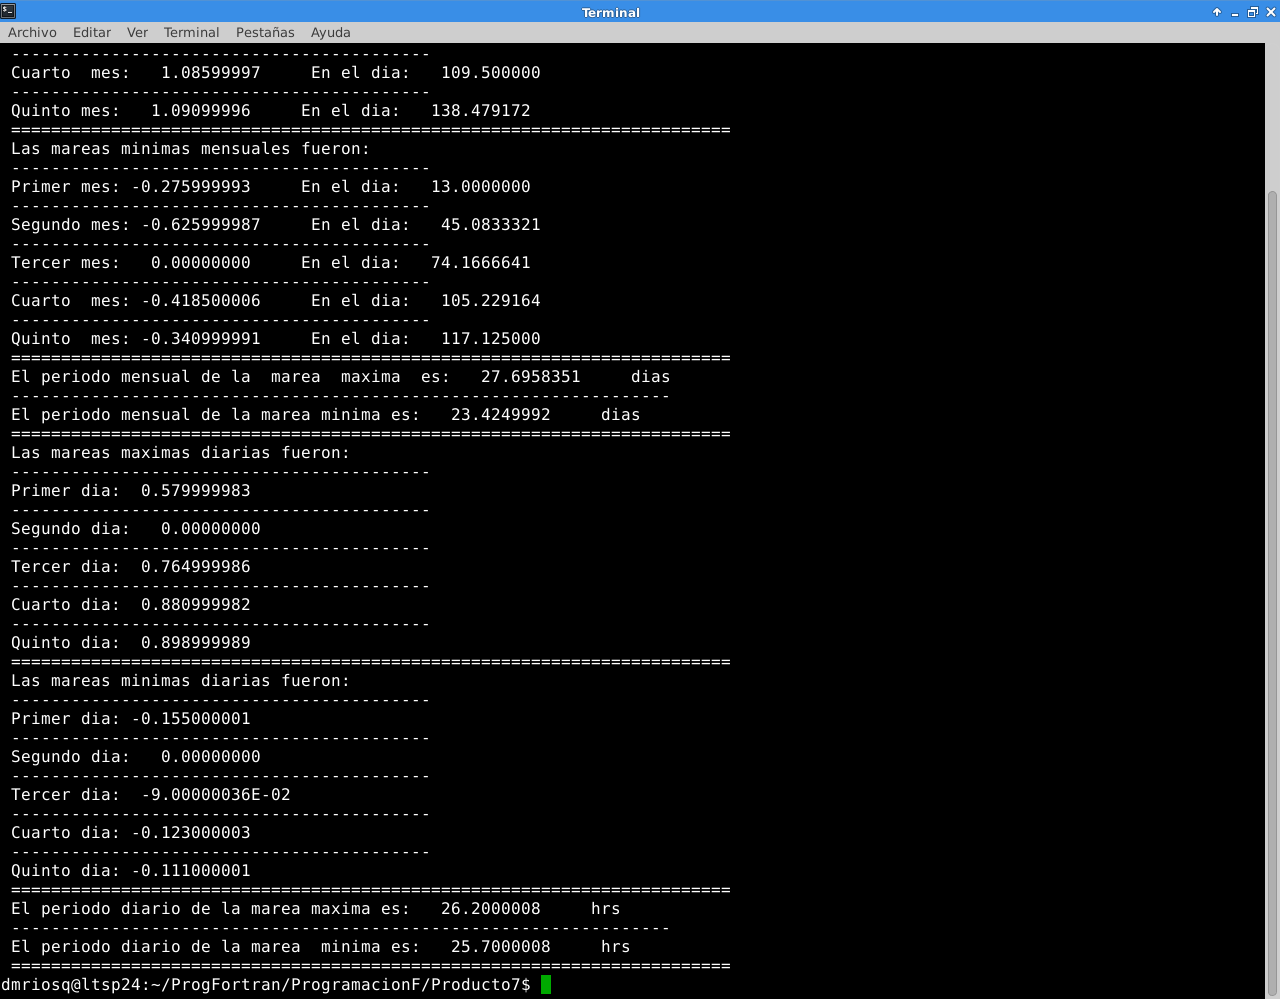 Terminal
Archivo Editar Ver Terminal Pestañas Ayuda
------------------------------------------
Cuarto  mes:   1.08599997     En el dia:   109.500000
------------------------------------------
Quinto mes:   1.09099996     En el dia:   138.479172
========================================================================
Las mareas minimas mensuales fueron:
------------------------------------------
Primer mes: -0.275999993     En el dia:   13.0000000
------------------------------------------
Segundo mes: -0.625999987     En el dia:   45.0833321
------------------------------------------
Tercer mes:   0.00000000     En el dia:   74.1666641
------------------------------------------
Cuarto  mes: -0.418500006     En el dia:   105.229164
------------------------------------------
Quinto  mes: -0.340999991     En el dia:   117.125000
========================================================================
El periodo mensual de la  marea  maxima  es:   27.6958351     dias
------------------------------------------------------------------
El periodo mensual de la marea minima es:   23.4249992     dias
========================================================================
Las mareas maximas diarias fueron:
------------------------------------------
Primer dia:  0.579999983
------------------------------------------
Segundo dia:   0.00000000
------------------------------------------
Tercer dia:  0.764999986
------------------------------------------
Cuarto dia:  0.880999982
------------------------------------------
Quinto dia:  0.898999989
========================================================================
Las mareas minimas diarias fueron:
------------------------------------------
Primer dia: -0.155000001
------------------------------------------
Segundo dia:   0.00000000
------------------------------------------
Tercer dia:  -9.00000036E-02
------------------------------------------
Cuarto dia: -0.123000003
------------------------------------------
Quinto dia: -0.111000001
========================================================================
El periodo diario de la marea maxima es:   26.2000008     hrs
------------------------------------------------------------------
El periodo diario de la marea  minima es:   25.7000008     hrs
========================================================================
dmriosq@ltsp24:~/ProgFortran/ProgramacionF/Producto7$